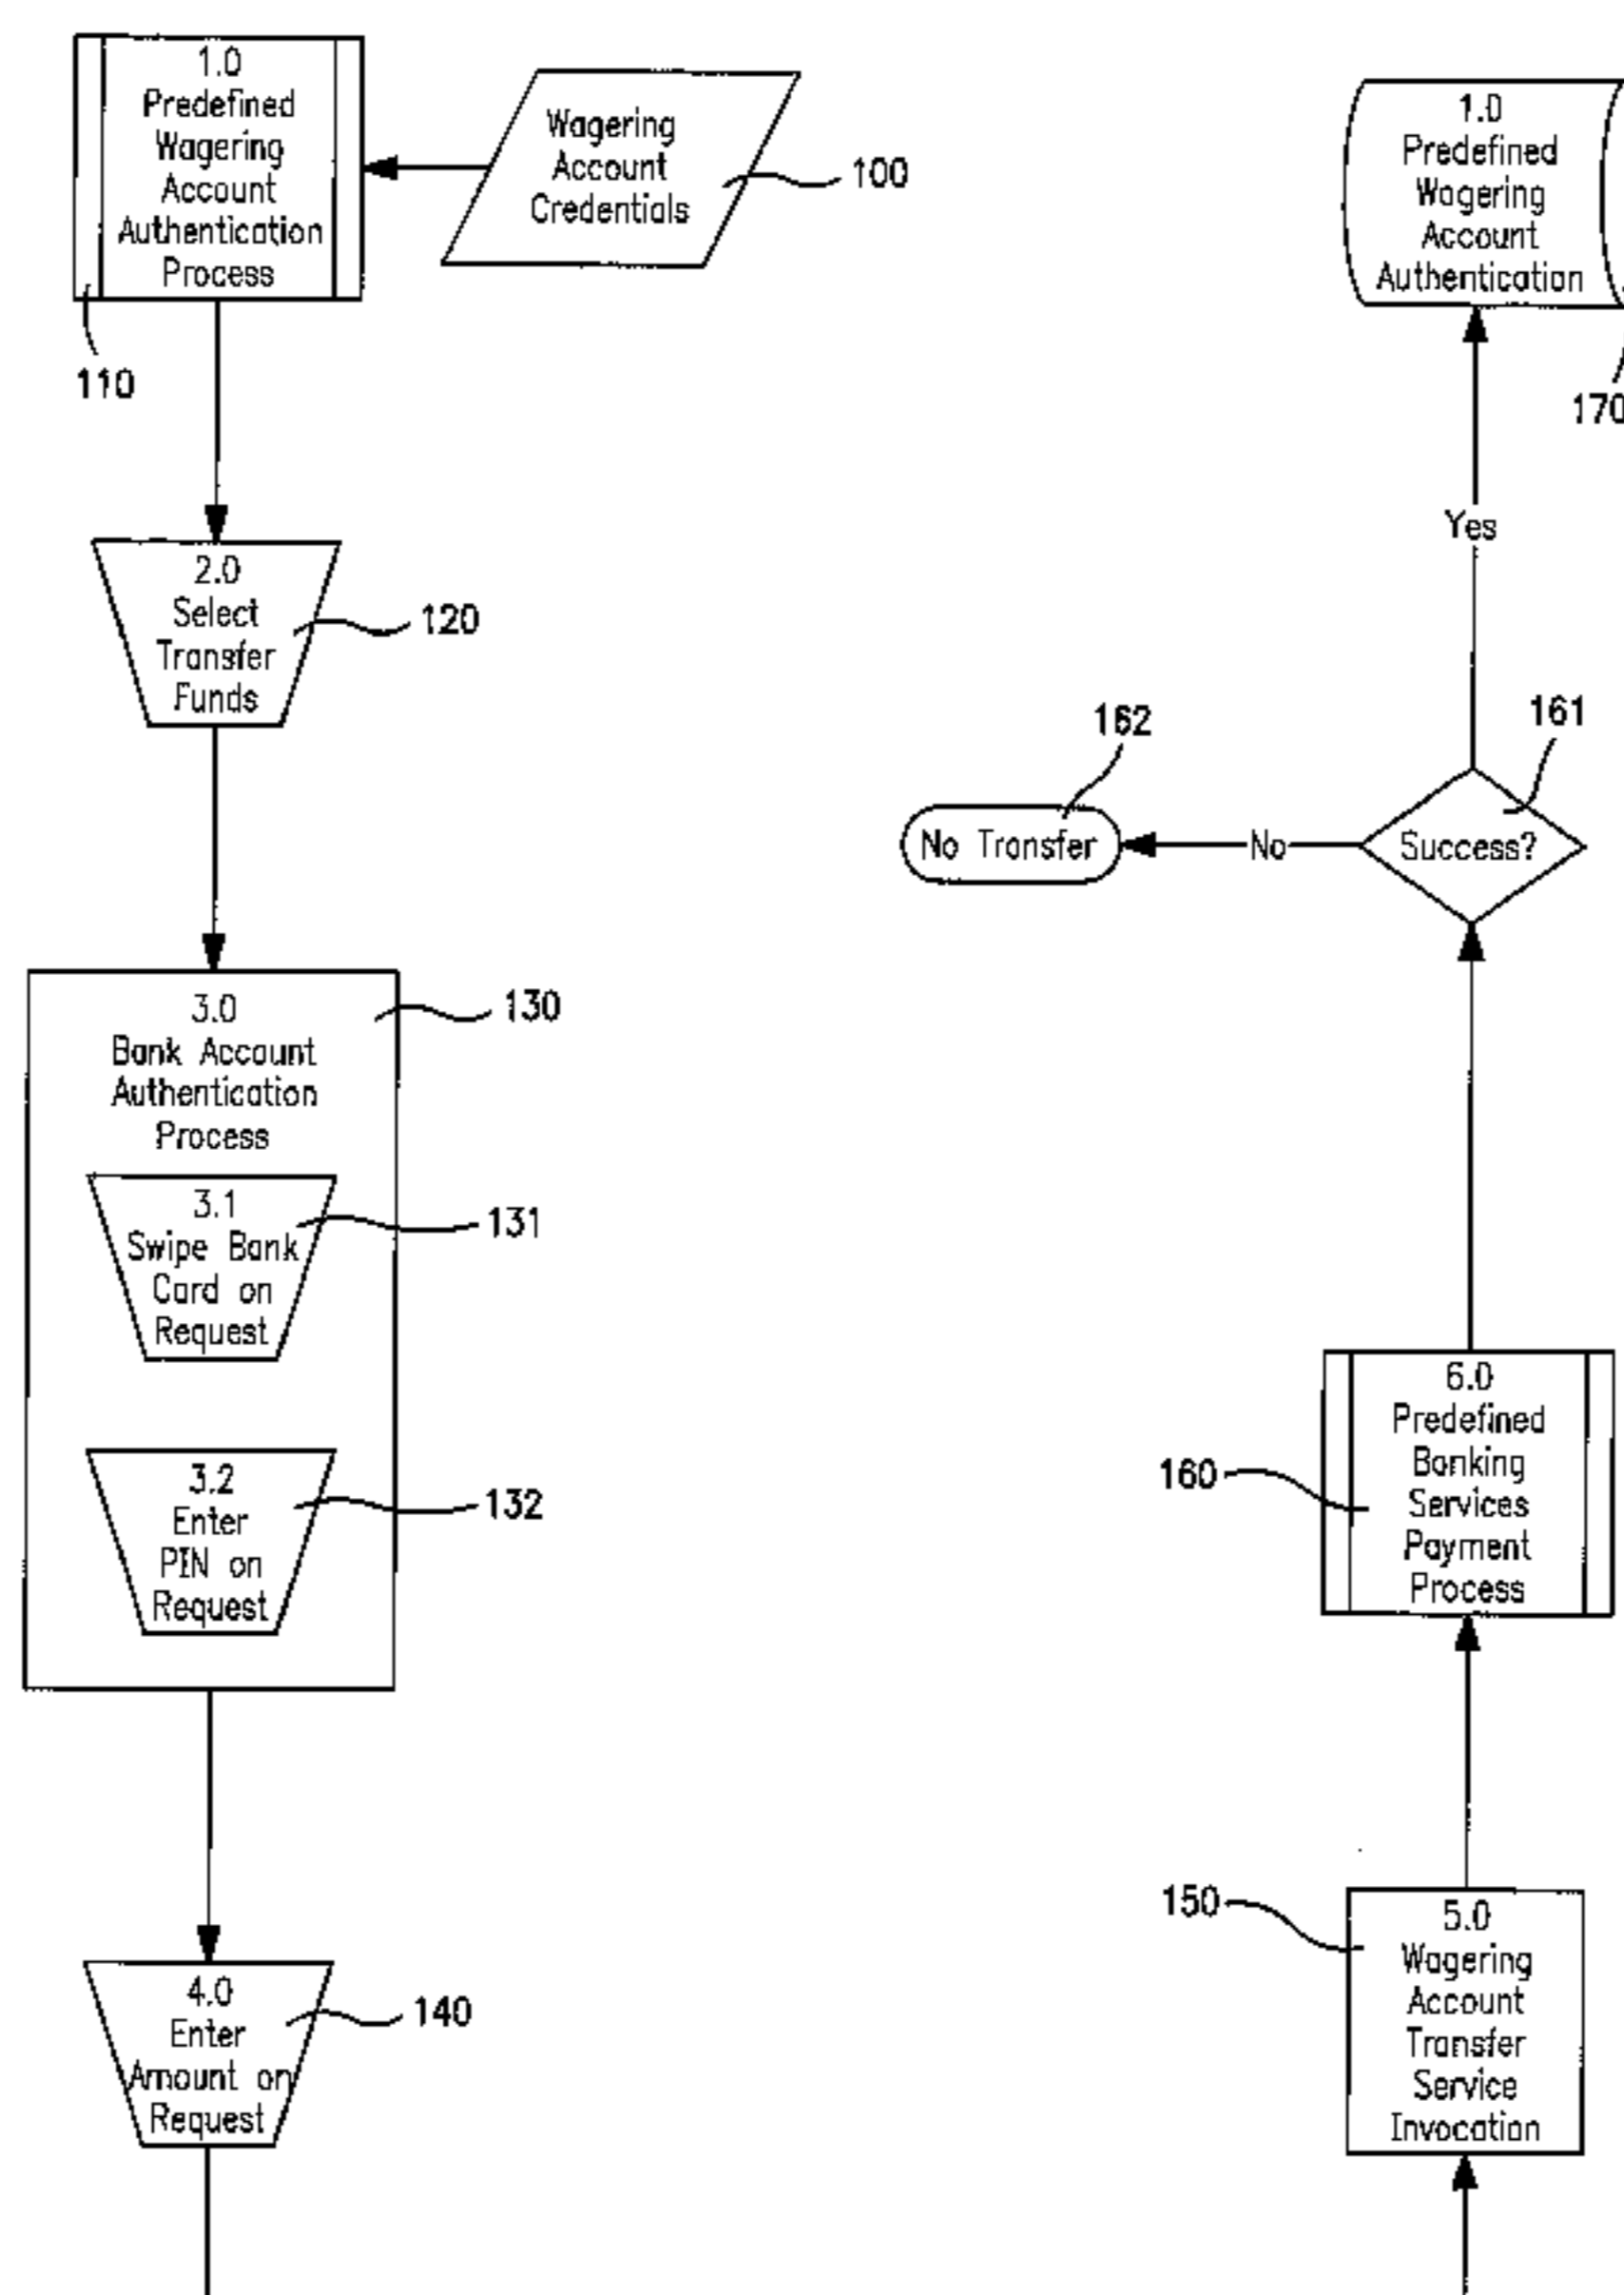 1.0
Predefined
Wagering
Account
Authentication
Process
110
Wagering
Account
Credentials
100
2.0
Select
Transfer
Funds
120
3.0
Bank Account
Authentication
Process
130
3.1
Swipe Bank
Card on
Request
131
3.2
Enter
PIN on
Request
132
4.0
Enter
Amount on
Request
140
1.0
Predefined
Wagering
Account
Authentication
170
Yes
161
Success?
No
162
No Transfer
6.0
Predefined
Banking
Services
Payment
Process
160
5.0
Wagering
Account
Transfer
Service
Invocation
150